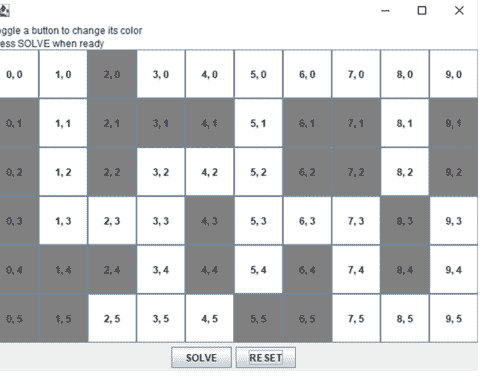 oggle a button to change its color
ess SOLVE when ready
0, 0 1, 0 2, 0 3, 0 4, 0 5, 0 6, 0 7, 0 8, 0 9, 0
0, 1 1, 1 2, 1 3, 1 4, 1 5, 1 6, 1 7, 1 8, 1 9, 1
0, 2 1, 2 2, 2 3, 2 4, 2 5, 2 6, 2 7, 2 8, 2 9, 2
0, 3 1, 3 2, 3 3, 3 4, 3 5, 3 6, 3 7, 3 8, 3 9, 3
0, 4 1, 4 2, 4 3, 4 4, 4 5, 4 6, 4 7, 4 8, 4 9, 4
0, 5 1, 5 2, 5 3, 5 4, 5 5, 5 6, 5 7, 5 8, 5 9, 5
SOLVE RESET